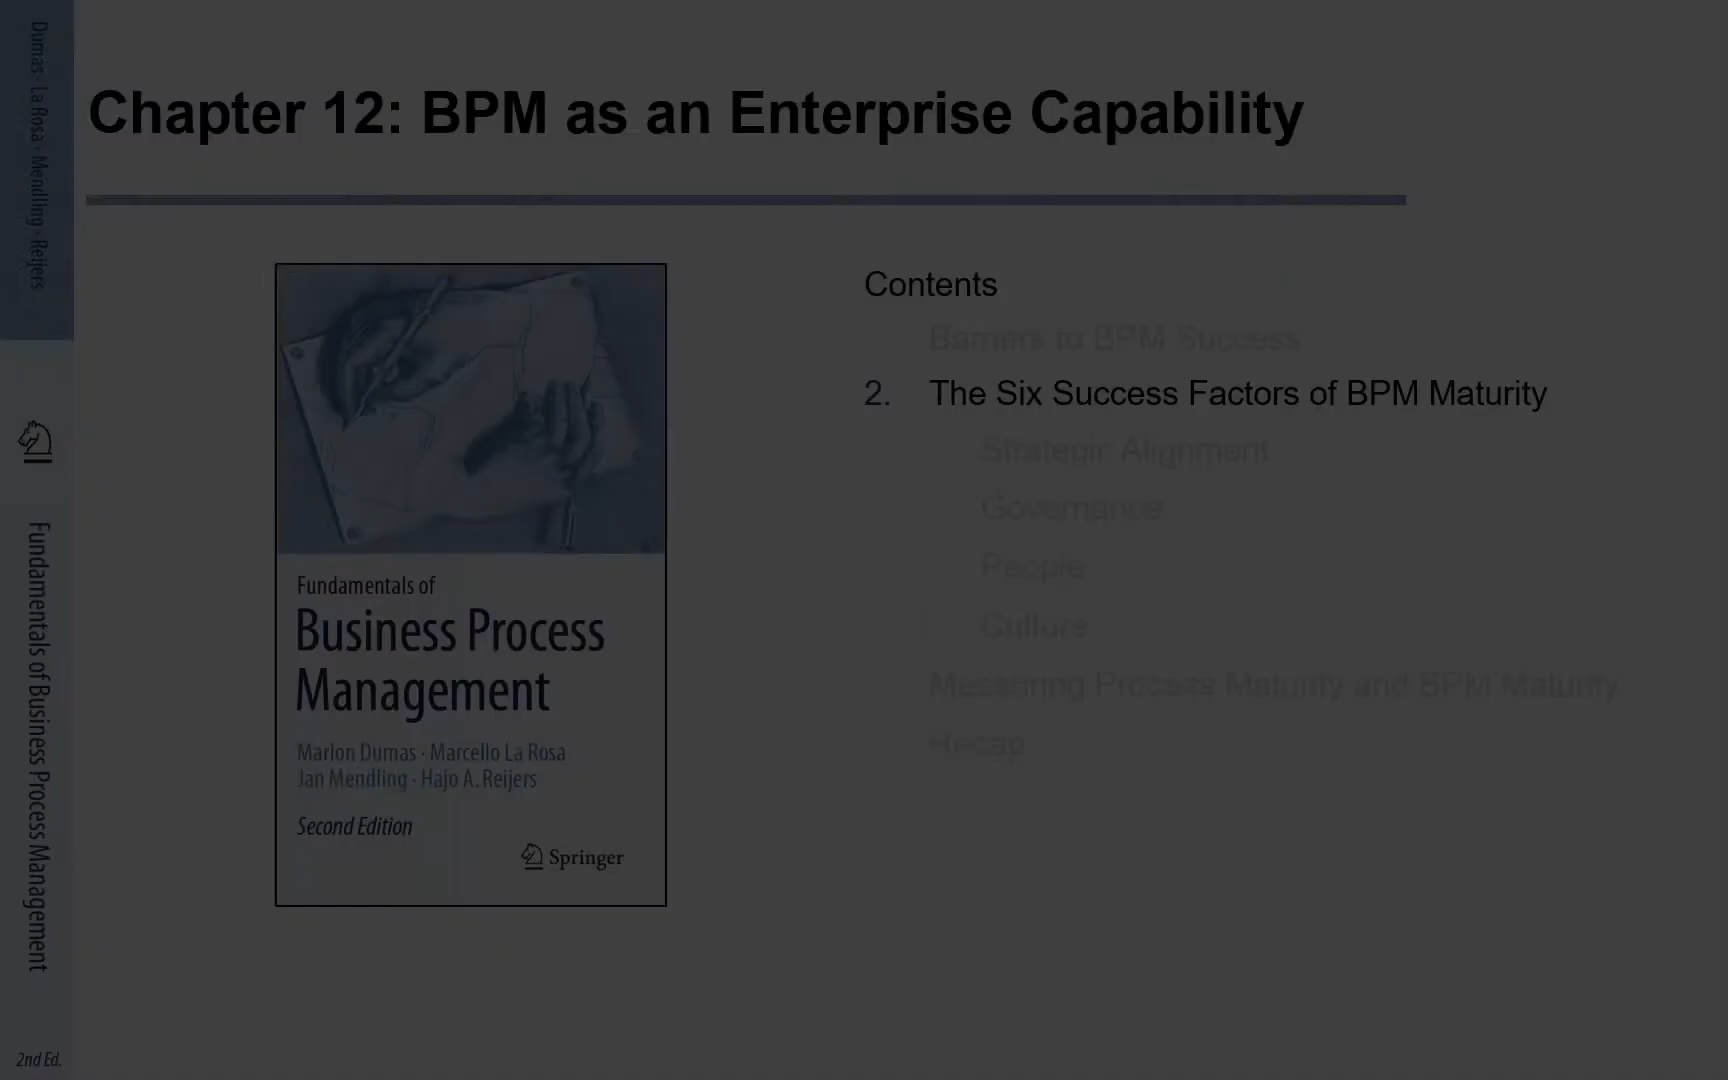 Dumas · La Rosa · Mendling · Reijers
Fundamentals of Business Process Management
2nd Ed.
Chapter 12: BPM as an Enterprise Capability
Fundamentals of
Business Process
Management
Marlon Dumas · Marcello La Rosa
Jan Mendling · Hajo A. Reijers
Second Edition
Springer
Contents
Barriers to BPM Success
2. The Six Success Factors of BPM Maturity
Strategic Alignment
Governance
People
Culture
Measuring Process Maturity and BPM Maturity
Recap